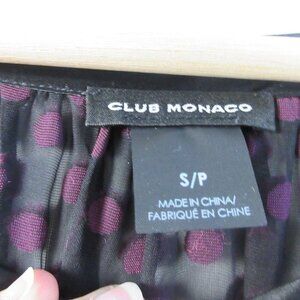 CLUB MONACO
S/P
MADE IN CHINA/
FABRIQUÉ EN CHINE